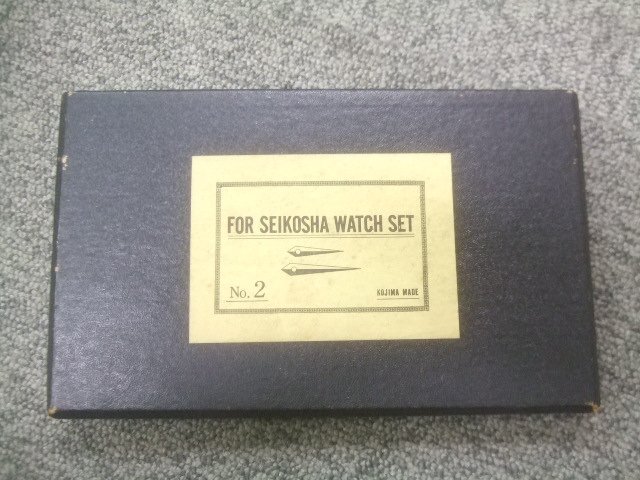 FOR SEIKOSHA WATCH SET
No. 2
KOJIMA MADE